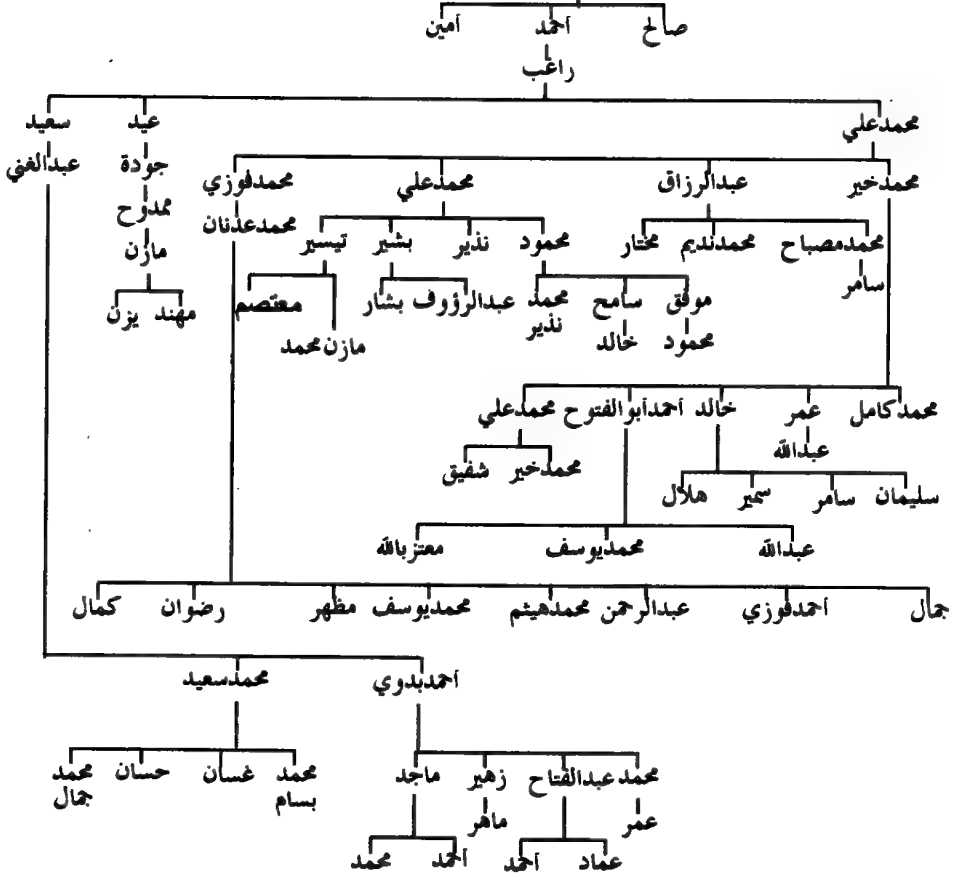 صالح أحمد أمين
راغب
محمدعلي عيد سعيد
محمدخير عبدالرزاق محمدعلي محمدفوزي جودة عبدالغني
محمدعدنان ممدوح
محمدمصباح محمدنديم مختار محمود نذير بشير تيسير مازن
سامر
موفق سامح محمد عبدالرؤوف بشار معتصم مهند يزن
نذير
محمود خالد مازن محمد
محمدكامل عمر خالد أحمدأبوالفتوح محمدعلي
عبدالله
محمدخير شفيق
سليمان سامر سمير هلال
عبدالله محمديوسف معتزبالله
جمال أحمدفوزي عبدالرحمن محمدهيثم محمديوسف مظهر رضوان كمال
أحمدبدوي محمدسعيد
محمد عبدالفتاح زهير ماجد محمد غسان حسان محمد
بسام جمال
عمر ماهر
عماد أحمد أحمد محمد